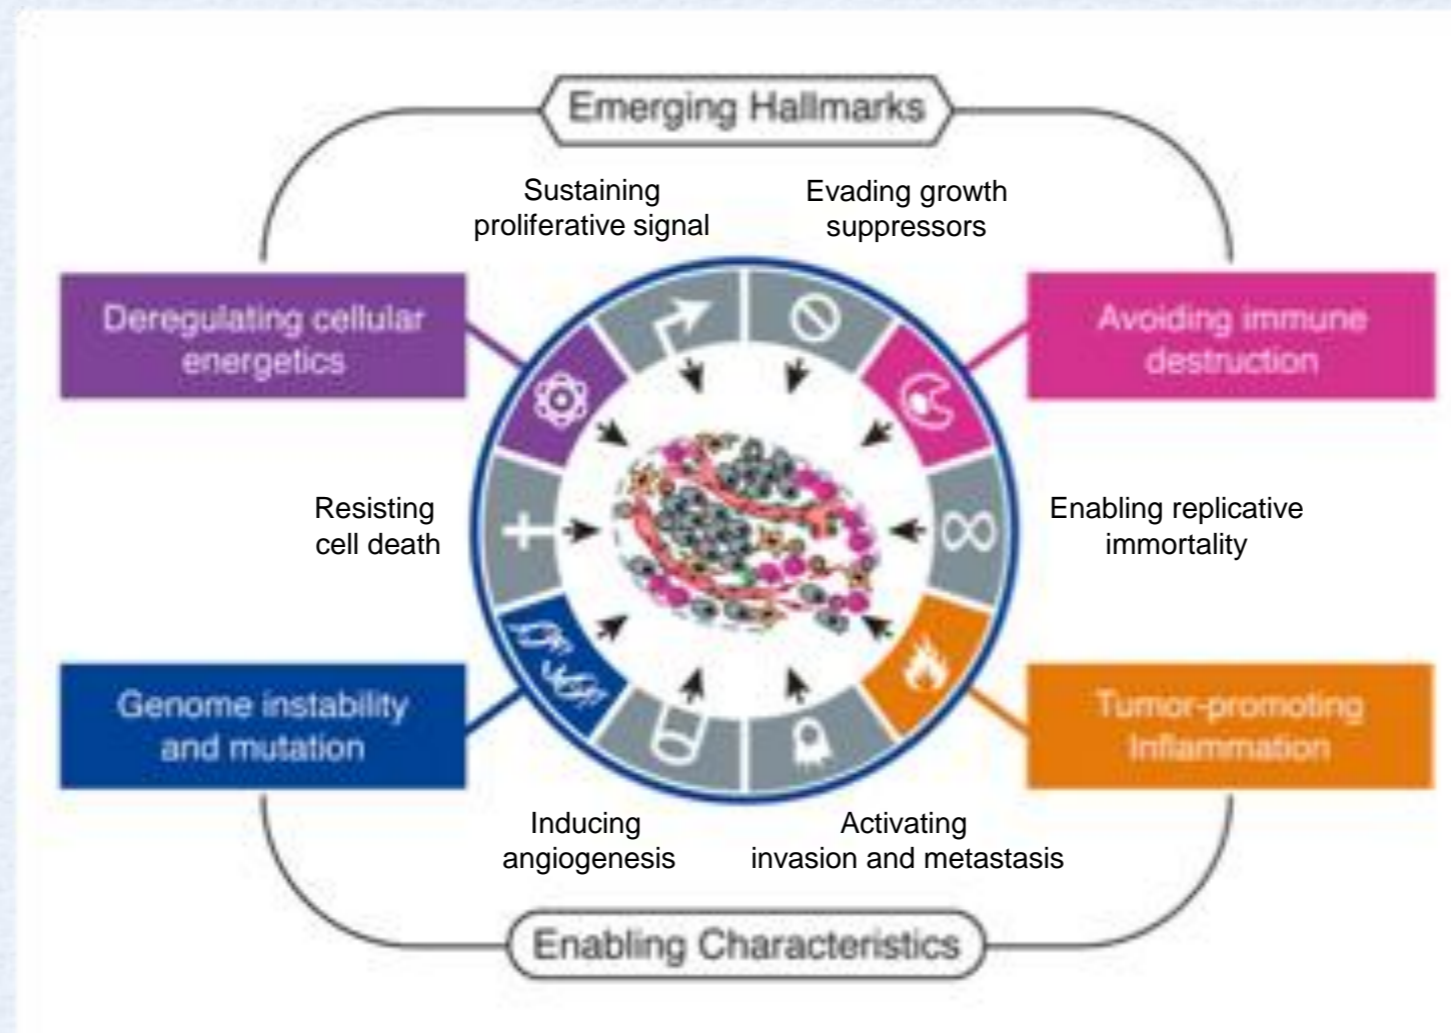 Emerging Hallmarks
Sustaining
proliferative signal
Evading growth
suppressors
Deregulating cellular
energetics
Avoiding immune
destruction
Resisting
cell death
Enabling replicative
immortality
Genome instability
and mutation
Tumor-promoting
Inflammation
Inducing
angiogenesis
Activating
invasion and metastasis
Enabling Characteristics